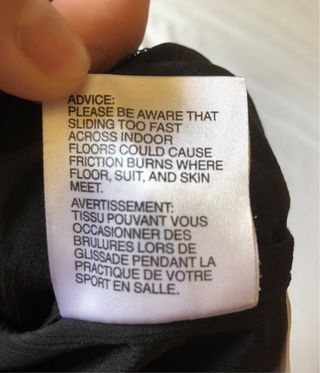 ADVICE:
PLEASE BE AWARE THAT
SLIDING TOO FAST
ACROSS INDOOR
FLOORS COULD CAUSE
FRICTION BURNS WHERE
FLOOR, SUIT, AND SKIN
MEET.
AVERTISSEMENT:
TISSU POUVANT VOUS
OCCASIONNER DES
BRULURES LORS DE
GLISSADE PENDANT LA
PRACTIQUE DE VOTRE
SPORT EN SALLE.